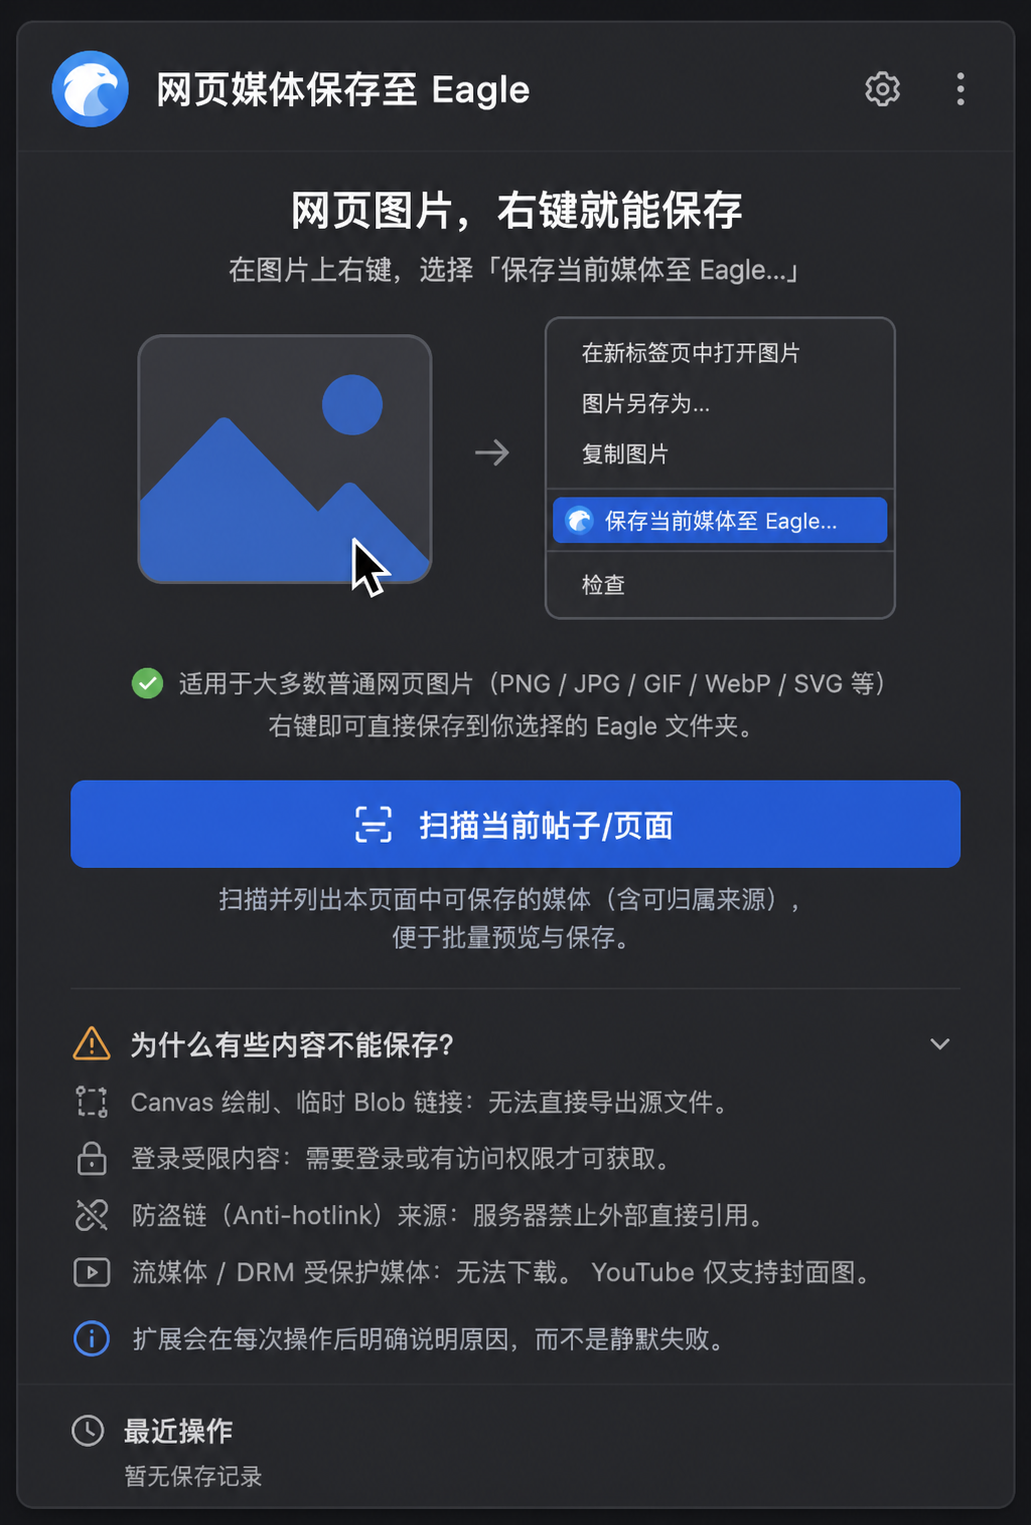 网页媒体保存至 Eagle
网页图片，右键就能保存
在图片上右键，选择「保存当前媒体至 Eagle...」
在新标签页中打开图片
图片另存为...
复制图片
保存当前媒体至 Eagle...
检查
适用于大多数普通网页图片（PNG / JPG / GIF / WebP / SVG 等）
右键即可直接保存到你选择的 Eagle 文件夹。
扫描当前帖子/页面
扫描并列出本页面中可保存的媒体（含可归属来源），
便于批量预览与保存。
为什么有些内容不能保存?
Canvas 绘制、临时 Blob 链接：无法直接导出源文件。
登录受限内容：需要登录或有访问权限才可获取。
防盗链（Anti-hotlink）来源：服务器禁止外部直接引用。
流媒体 / DRM 受保护媒体：无法下载。 YouTube 仅支持封面图。
扩展会在每次操作后明确说明原因，而不是静默失败。
最近操作
暂无保存记录